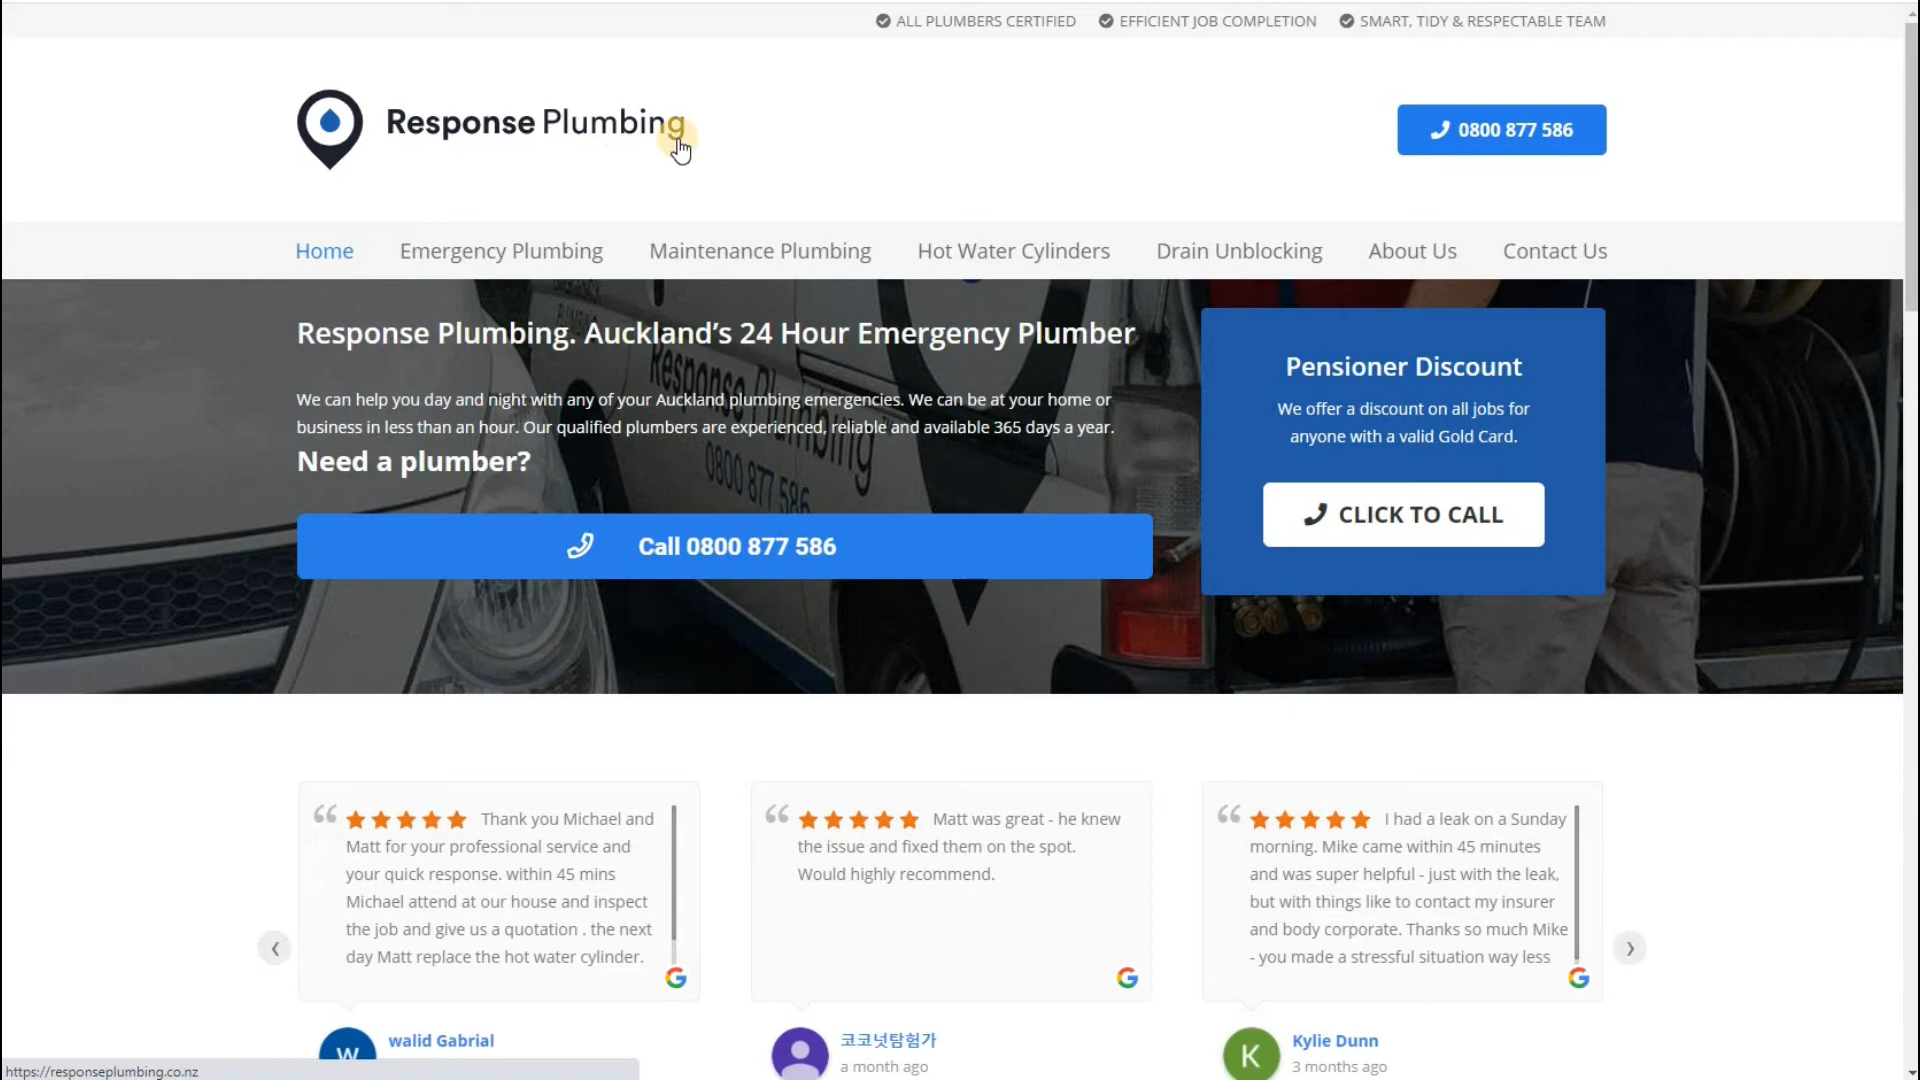 ALL PLUMBERS CERTIFIED EFFICIENT JOB COMPLETION SMART, TIDY & RESPECTABLE TEAM
Response Plumbing
0800 877 586
Home Emergency Plumbing Maintenance Plumbing Hot Water Cylinders Drain Unblocking About Us Contact Us
Response Plumbing. Auckland’s 24 Hour Emergency Plumber
We can help you day and night with any of your Auckland plumbing emergencies. We can be at your home or
business in less than an hour. Our qualified plumbers are experienced, reliable and available 365 days a year.
Need a plumber?
Call 0800 877 586
Response Plumbing
0800 877 586
Pensioner Discount
We offer a discount on all jobs for
anyone with a valid Gold Card.
CLICK TO CALL
Thank you Michael and
Matt for your professional service and
your quick response. within 45 mins
Michael attend at our house and inspect
the job and give us a quotation . the next
day Matt replace the hot water cylinder.
W
walid Gabrial
Matt was great - he knew
the issue and fixed them on the spot.
Would highly recommend.
코코넛탐험가
a month ago
I had a leak on a Sunday
morning. Mike came within 45 minutes
and was super helpful - just with the leak,
but with things like to contact my insurer
and body corporate. Thanks so much Mike
- you made a stressful situation way less
K
Kylie Dunn
3 months ago
https://responseplumbing.co.nz